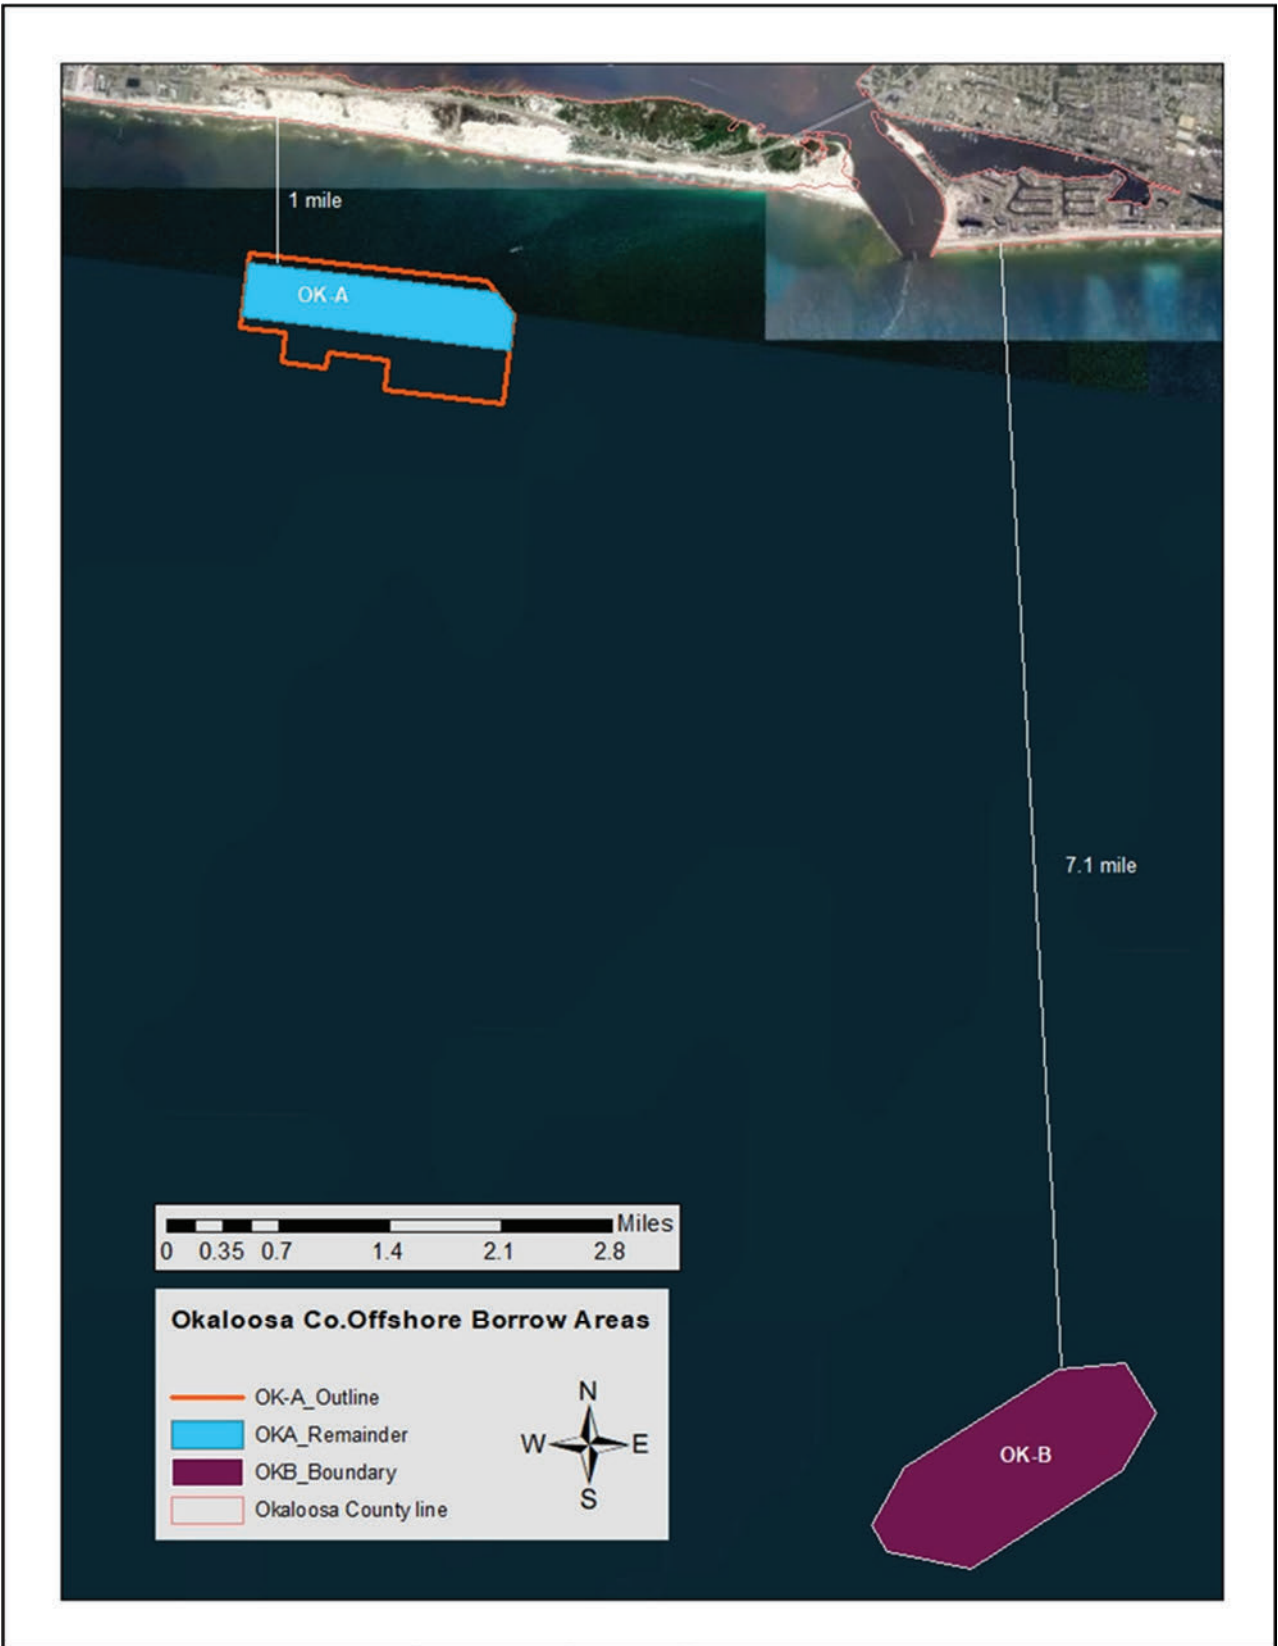 1 mile
OK-A
7.1 mile
Miles
0 0.35 0.7 1.4 2.1 2.8
Okaloosa Co.Offshore Borrow Areas
OK-A_Outline
OKA_Remainder
OKB_Boundary
Okaloosa County line
N
W E
S
OK-B